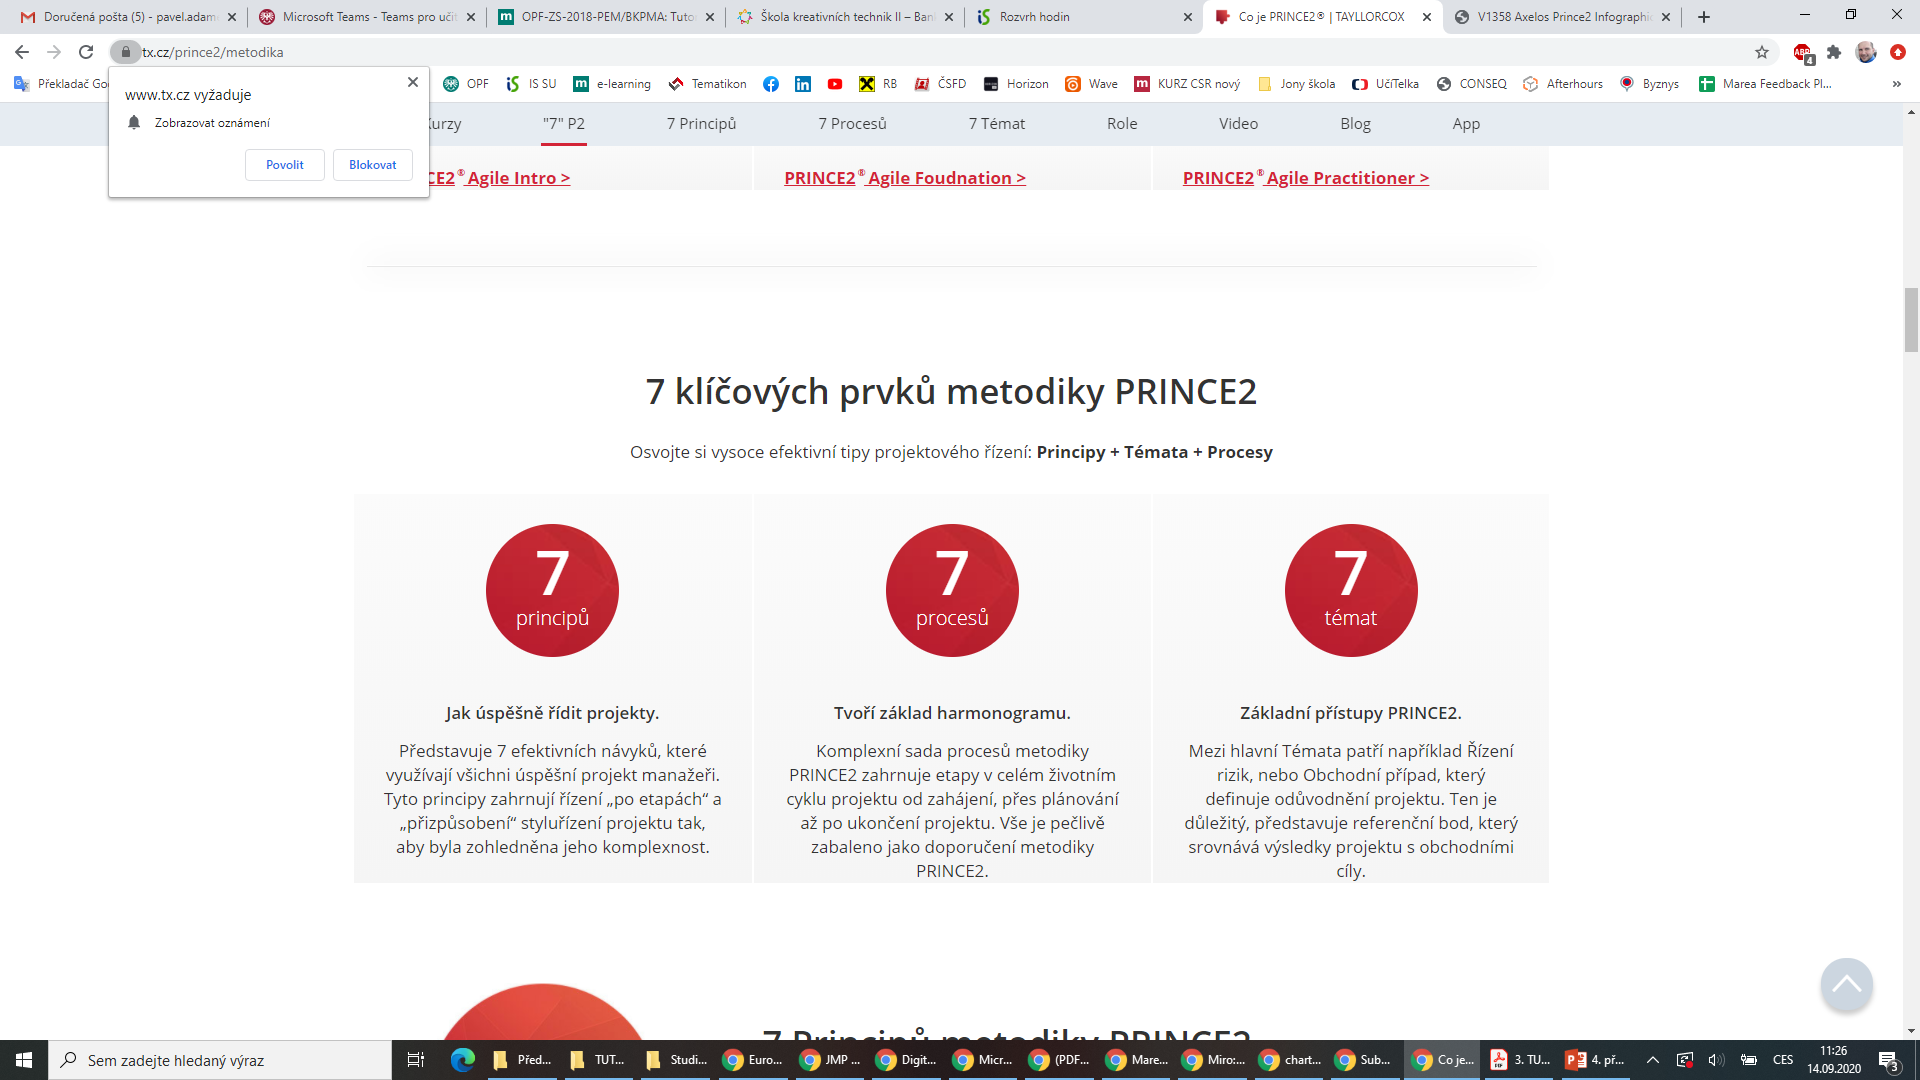 Doručená pošta (5) - pavel.adam
Microsoft Teams - Teams pro učit
OPF-ZS-2018-PEM/BKPMA: Tuto
Škola kreativních technik II – Ban
Rozvrh hodin
Co je PRINCE2® | TAYLLORCOX
V1358 Axelos Prince2 Infographi
tx.cz/prince2/metodika
4
Překladač Go
OPF
IS SU
e-learning
Tematikon
RB
ČSFD
Horizon
Wave
KURZ CSR nový
Jony škola
UčíTelka
CONSEQ
Afterhours
Byznys
Marea Feedback Pl...
»
www.tx.cz vyžaduje
Zobrazovat oznámení
Povolit
Blokovat
Kurzy
"7" P2
7 Principů
7 Procesů
7 Témat
Role
Video
Blog
App
CE2® Agile Intro >
PRINCE2® Agile Foudnation >
PRINCE2® Agile Practitioner >
7 klíčových prvků metodiky PRINCE2
Osvojte si vysoce efektivní tipy projektového řízení: Principy + Témata + Procesy
7
principů
Jak úspěšně řídit projekty.
Představuje 7 efektivních návyků, které
využívají všichni úspěšní projekt manažeři.
Tyto principy zahrnují řízení „po etapách“ a
„přizpůsobení“ styluřízení projektu tak,
aby byla zohledněna jeho komplexnost.
7
procesů
Tvoří základ harmonogramu.
Komplexní sada procesů metodiky
PRINCE2 zahrnuje etapy v celém životním
cyklu projektu od zahájení, přes plánování
až po ukončení projektu. Vše je pečlivě
zabaleno jako doporučení metodiky
PRINCE2.
7
témat
Základní přístupy PRINCE2.
Mezi hlavní Témata patří například Řízení
rizik, nebo Obchodní případ, který
definuje odůvodnění projektu. Ten je
důležitý, představuje referenční bod, který
srovnává výsledky projektu s obchodními
cíly.
7 Principů metodiky PRINCE2
Sem zadejte hledaný výraz
Před...
TUT...
Studi...
Euro...
JMP ...
Digit...
Micr...
(PDF...
Mare...
Miro:...
chart...
Sub...
Co je...
3. TU...
4. př...
CES
11:26
14.09.2020
3